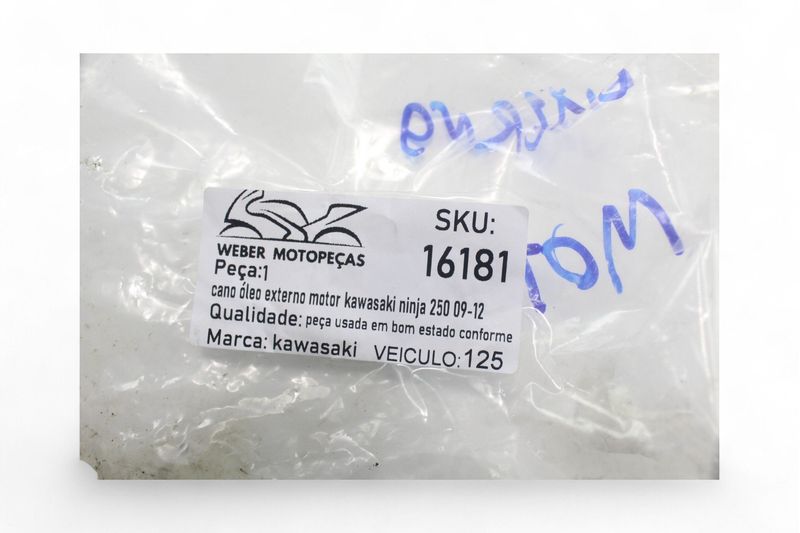 WEBER MOTOPEÇAS
SKU:
16181
Peça:1
cano óleo externo motor kawasaki ninja 250 09-12
Qualidade: peça usada em bom estado conforme
Marca: kawasaki VEICULO: 125